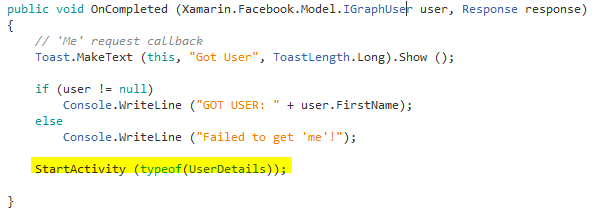 public void OnCompleted (Xamarin.Facebook.Model.IGraphUser user, Response response)
{
// 'Me' request callback
Toast.MakeText (this, "Got User", ToastLength.Long).Show ();
if (user != null)
Console.WriteLine ("GOT USER: " + user.FirstName);
else
Console.WriteLine ("Failed to get 'me'!");
StartActivity (typeof(UserDetails));
}